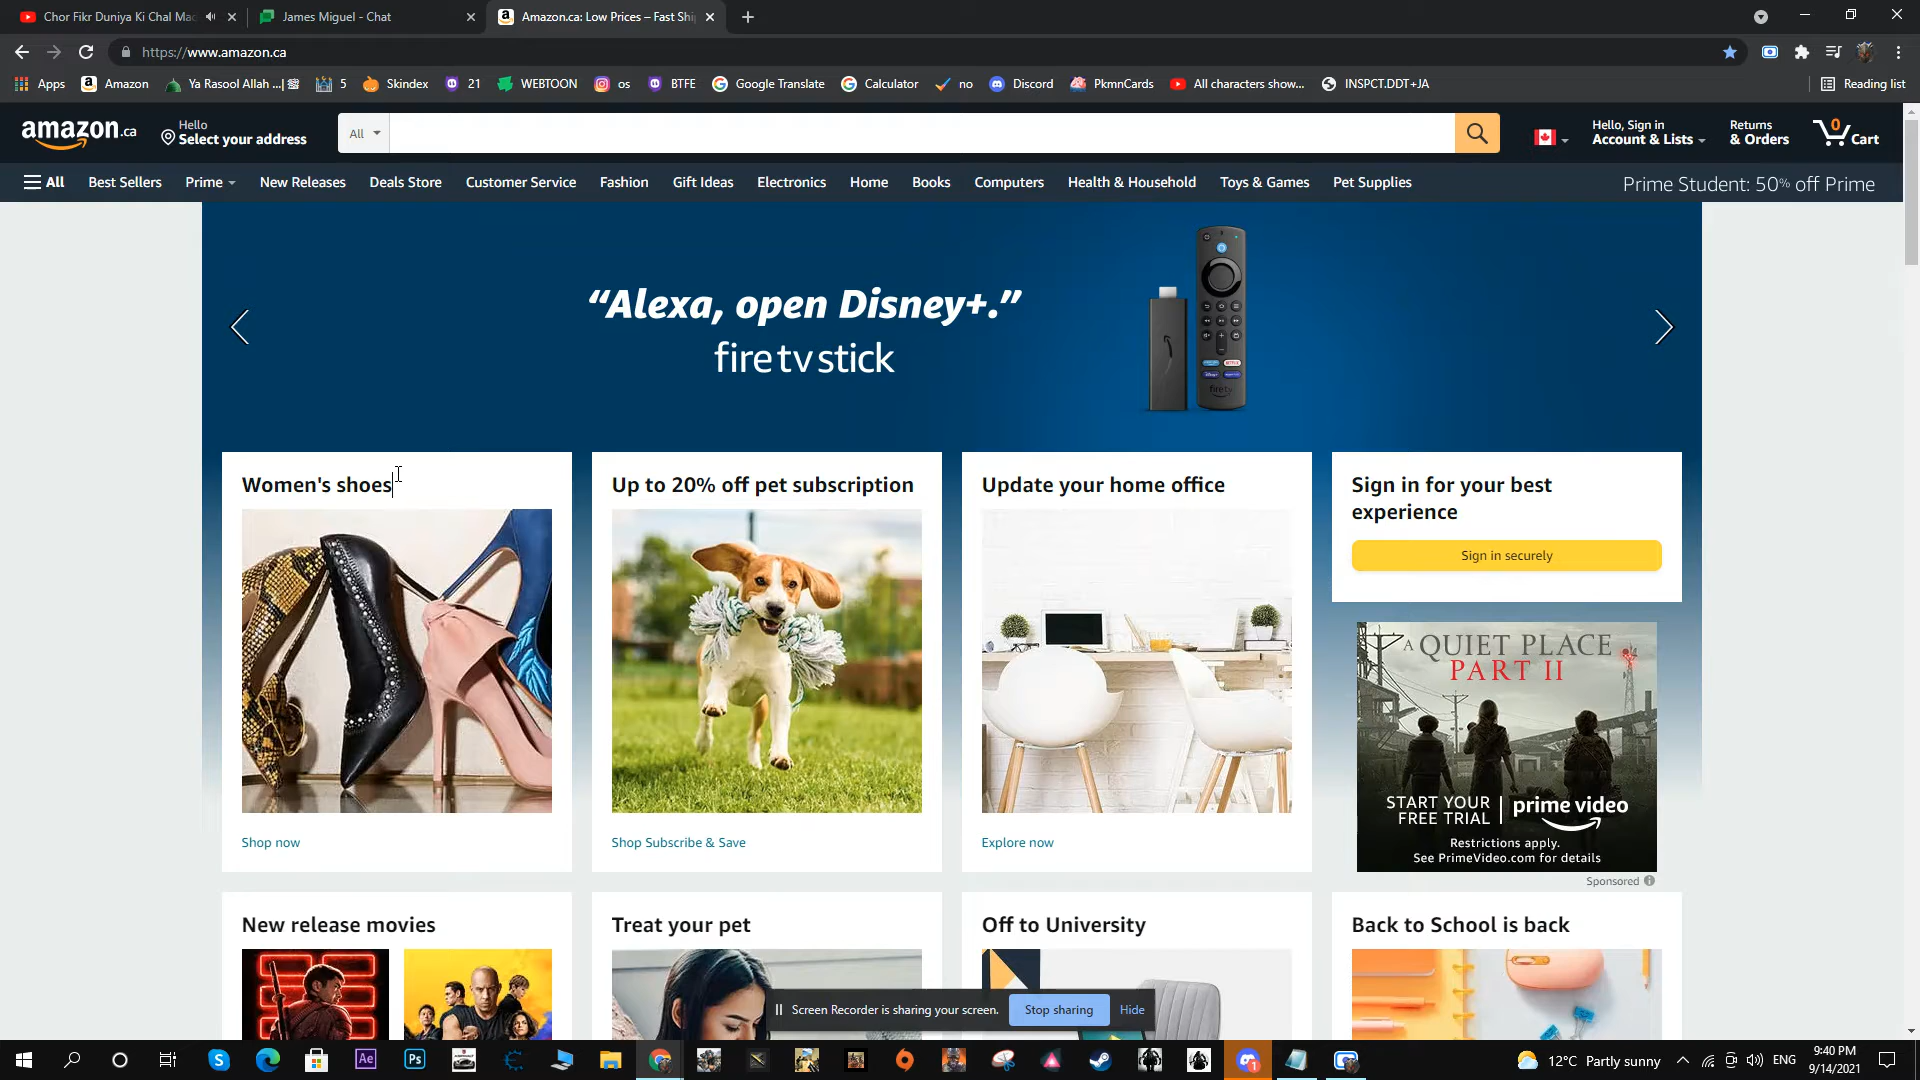 Chor Fikr Duniya Ki Chal Mad
James Miguel - Chat
Amazon.ca: Low Prices – Fast Shi
https://www.amazon.ca
Apps
Amazon
Ya Rasool Allah ...|
5
Skindex
21
WEBTOON
os
BTFE
Google Translate
Calculator
no
Discord
PkmnCards
All characters show...
INSPCT.DDT+JA
Reading list
amazon.ca
Hello
Select your address
All
Hello, Sign in
Account & Lists
Returns
& Orders
0
Cart
All
Best Sellers
Prime
New Releases
Deals Store
Customer Service
Fashion
Gift Ideas
Electronics
Home
Books
Computers
Health & Household
Toys & Games
Pet Supplies
Prime Student: 50% off Prime
“Alexa, open Disney+.”
fire tv stick
fire tv
Women's shoes
Up to 20% off pet subscription
Update your home office
Sign in for your best
experience
Sign in securely
A QUIET PLACE
PART II
START YOUR
FREE TRIAL
prime video
Restrictions apply.
See PrimeVideo.com for details
Sponsored
Shop now
Shop Subscribe & Save
Explore now
New release movies
Treat your pet
Off to University
Back to School is back
Screen Recorder is sharing your screen.
Stop sharing
Hide
Ae
Ps
1
12°C Partly sunny
ENG
9:40 PM
9/14/2021